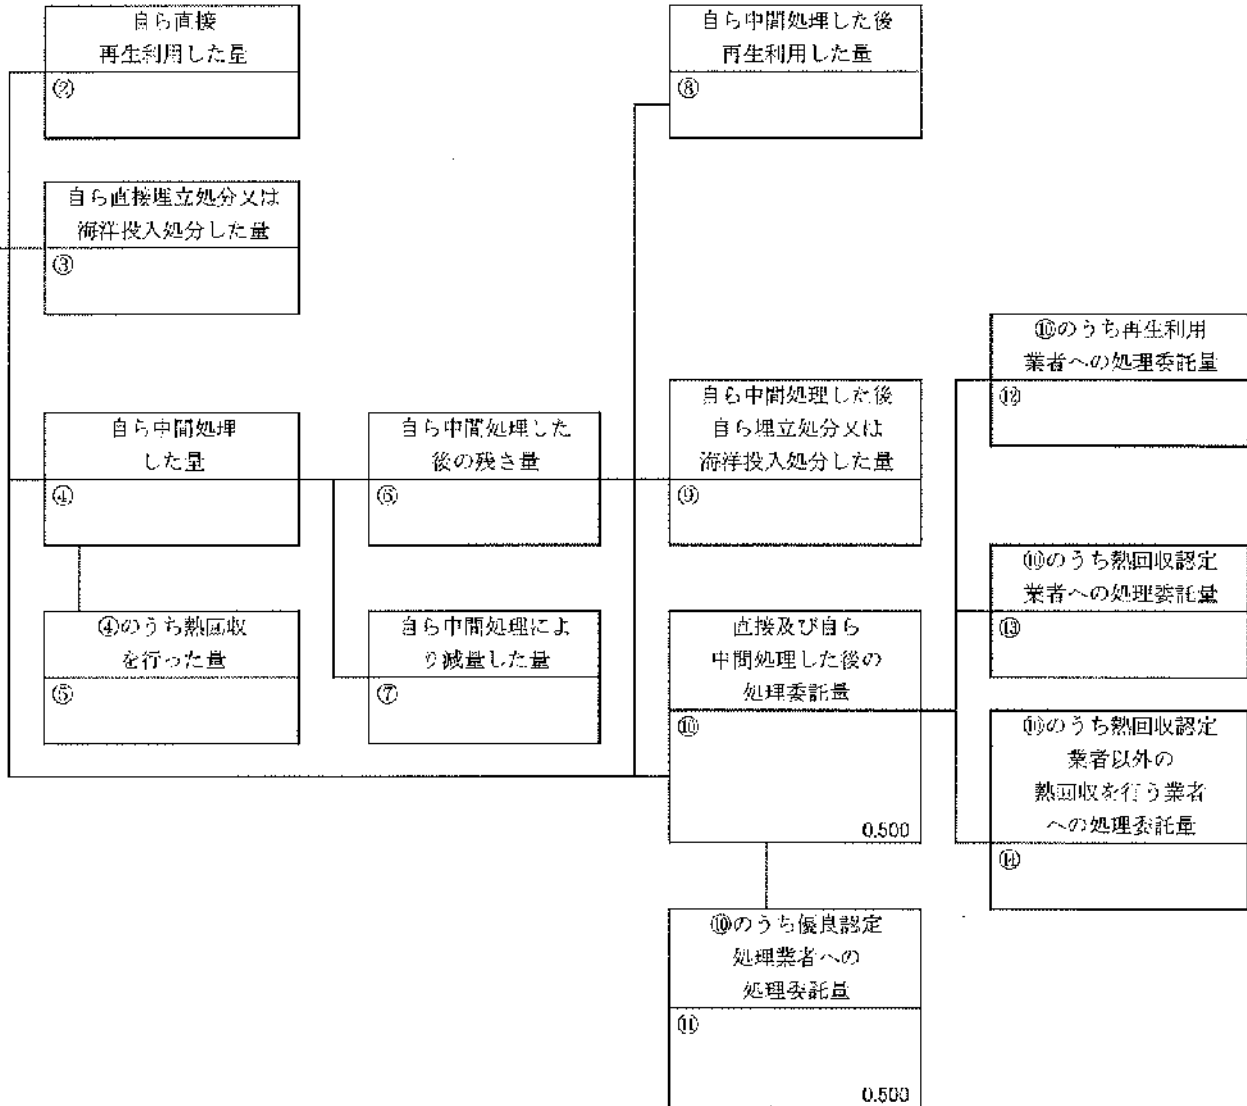 自ら直接
再生利用した量
②
自ら中間処理した後
再生利用した量
⑧
自ら直接埋立処分又は
海洋投入処分した量
③
⑩のうち再生利用
業者への処理委託量
⑫
自ら中間処理
した量
④
自ら中間処理した
後の残さ量
⑥
自ら中間処理した後
自ら埋立処分又は
海洋投入処分した量
⑨
⑩のうち熱回収認定
業者への処理委託量
⑬
④のうち熱回収
を行った量
⑤
自ら中間処理によ
り減量した量
⑦
直接及び自ら
中間処理した後の
処理委託量
⑩
0.500
⑩のうち熱回収認定
業者以外の
熱回収を行う業者
への処理委託量
⑭
⑩のうち優良認定
処理業者への
処理委託量
⑪
0.500